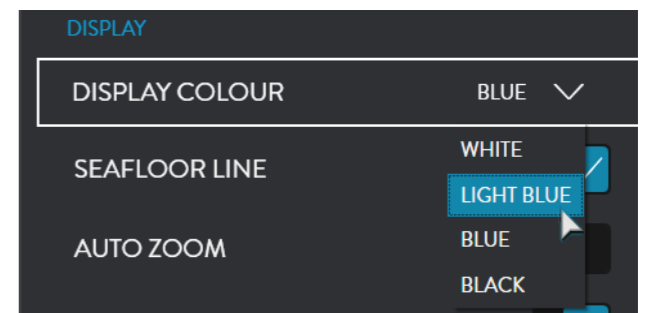 DISPLAY
DISPLAY COLOUR BLUE
WHITE
SEAFLOOR LINE
LIGHT BLUE
BLUE
AUTO ZOOM
BLACK